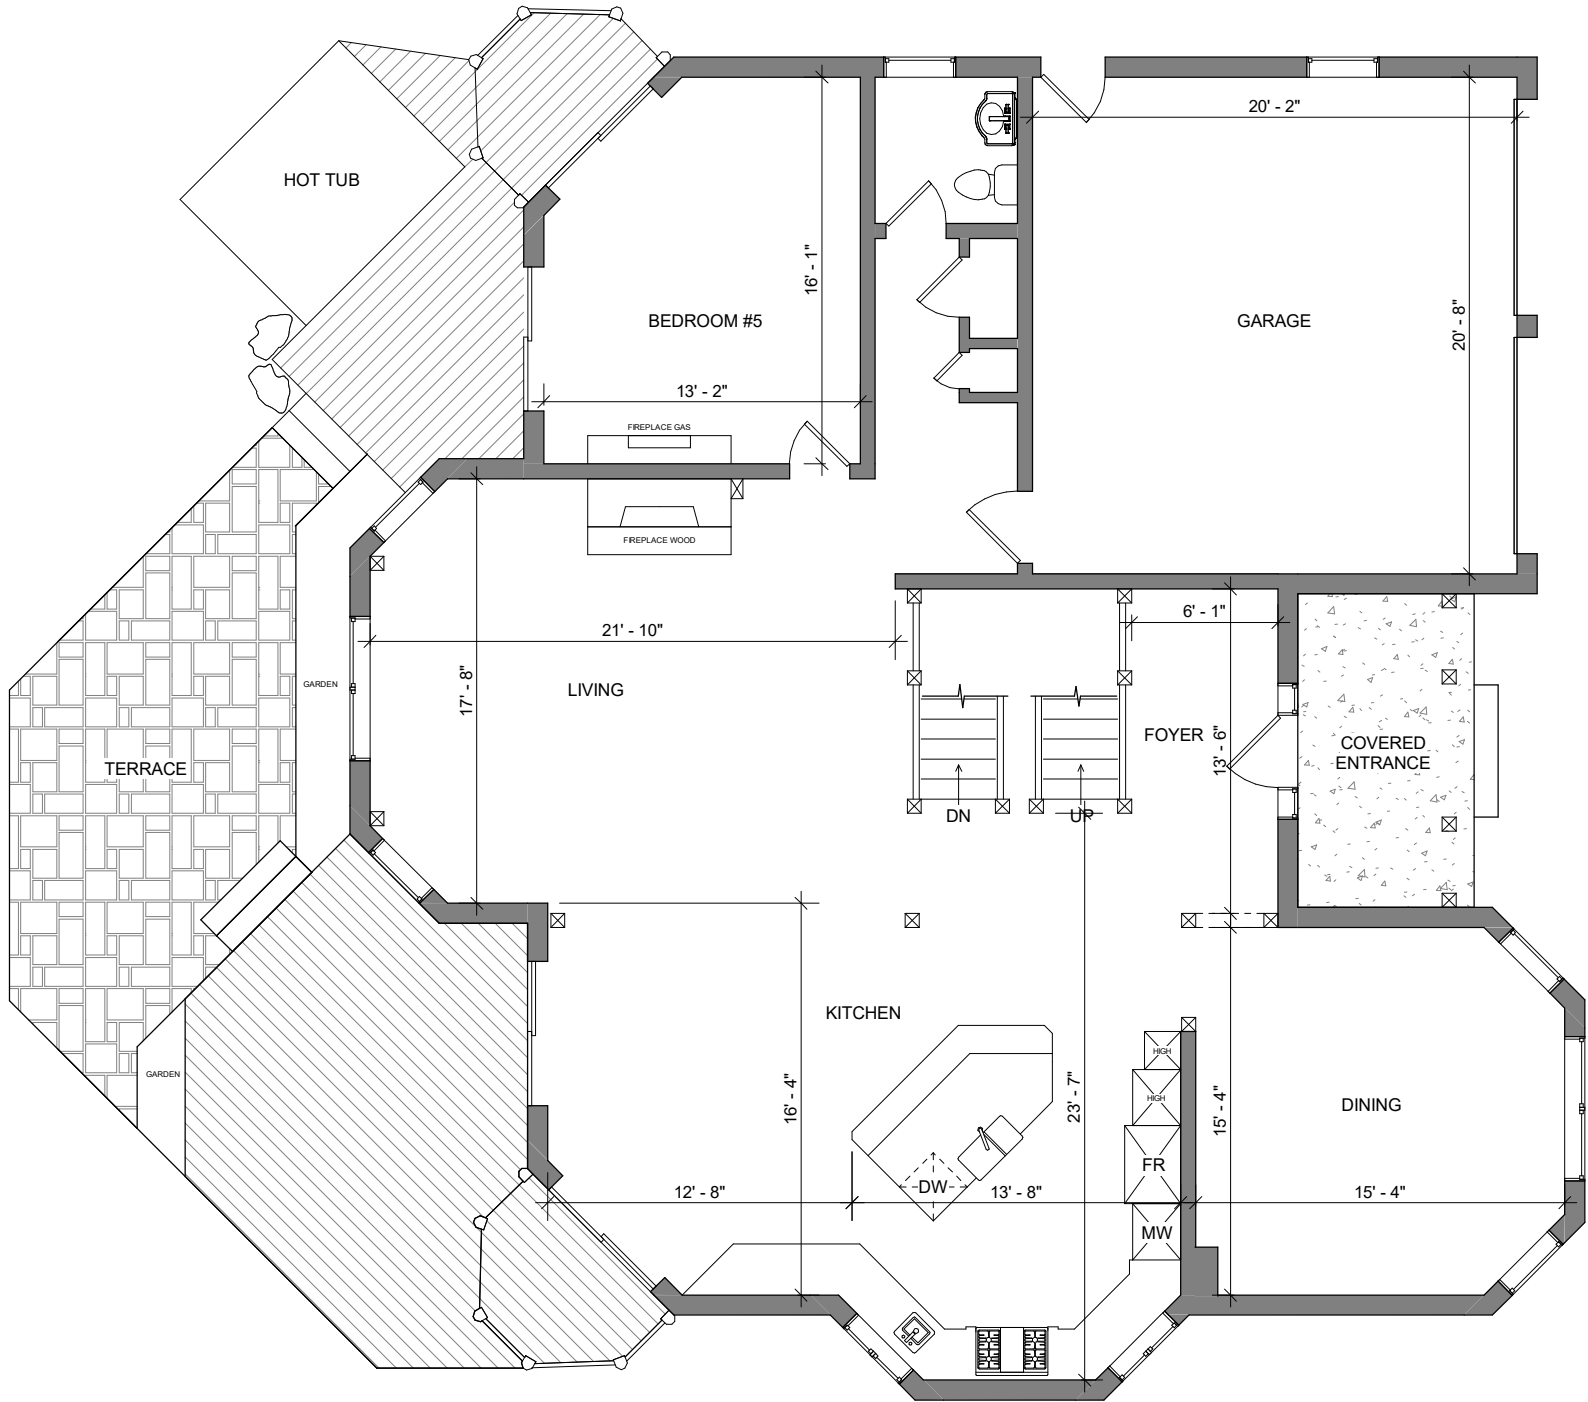 20' - 2"
HOT TUB
16' - 1"
BEDROOM #5
GARAGE
20' - 8"
13' - 2"
FIREPLACE GAS
FIREPLACE WOOD
6' - 1"
21' - 10"
GARDEN
17' - 8"
LIVING
FOYER
13' - 6"
COVERED
ENTRANCE
TERRACE
DN
UP
KITCHEN
HIGH
GARDEN
HIGH
16' - 4"
23' - 7"
15' - 4"
DINING
FR
DW
12' - 8"
13' - 8"
15' - 4"
MW